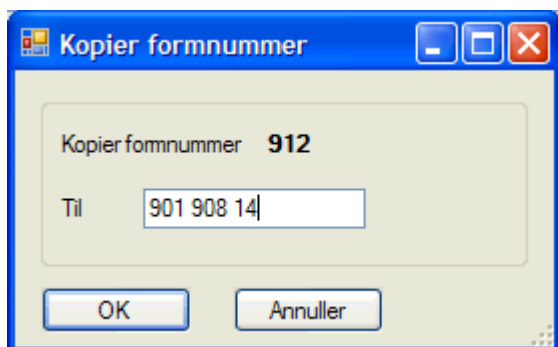 Kopier formnummer
Kopier formnummer 912
Til 901 908 14
OK Annuller